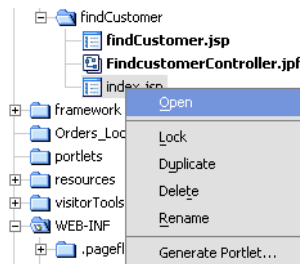 findCustomer
findCustomer.jsp
FindcustomerController.jpf
index.jsp
Open
framework
Lock
Orders_Loc
Duplicate
portlets
Delete
resources
Rename
visitorTools
WEB-INF
.pagefl
Generate Portlet...